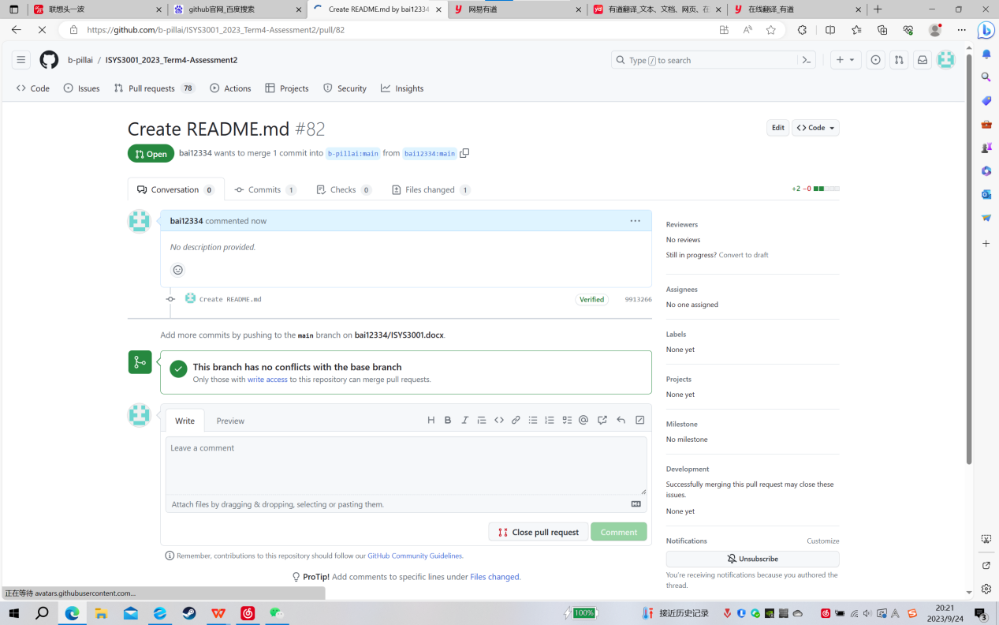 联想头一波
github官网_百度搜索
Create README.md by bai12334
网易有道
有道翻译_文本、文档、网页、在
在线翻译_有道
https://github.com/b-pillai/ISYS3001_2023_Term4-Assessment2/pull/82
b-pillai / ISYS3001_2023_Term4-Assessment2
Type / to search
Code
Issues
Pull requests 78
Actions
Projects
Security
Insights
Create README.md #82
Edit
Code
Open
bai12334 wants to merge 1 commit into b-pillai:main from bai12334:main
Conversation 0
Commits 1
Checks 0
Files changed 1
+2 −0
bai12334 commented now
No description provided.
Create README.md
Verified
9913266
Add more commits by pushing to the main branch on bai12334/ISYS3001.docx.
This branch has no conflicts with the base branch
Only those with write access to this repository can merge pull requests.
Write
Preview
Leave a comment
Attach files by dragging & dropping, selecting or pasting them.
Close pull request
Comment
Remember, contributions to this repository should follow our GitHub Community Guidelines.
ProTip! Add comments to specific lines under Files changed.
Reviewers
No reviews
Still in progress? Convert to draft
Assignees
No one assigned
Labels
None yet
Projects
None yet
Milestone
No milestone
Development
Successfully merging this pull request may close these
issues.
None yet
Notifications
Customize
Unsubscribe
You're receiving notifications because you authored the
thread.
正在等待 avatars.githubusercontent.com...
100%
接近历史记录
20:21
2023/9/24
3